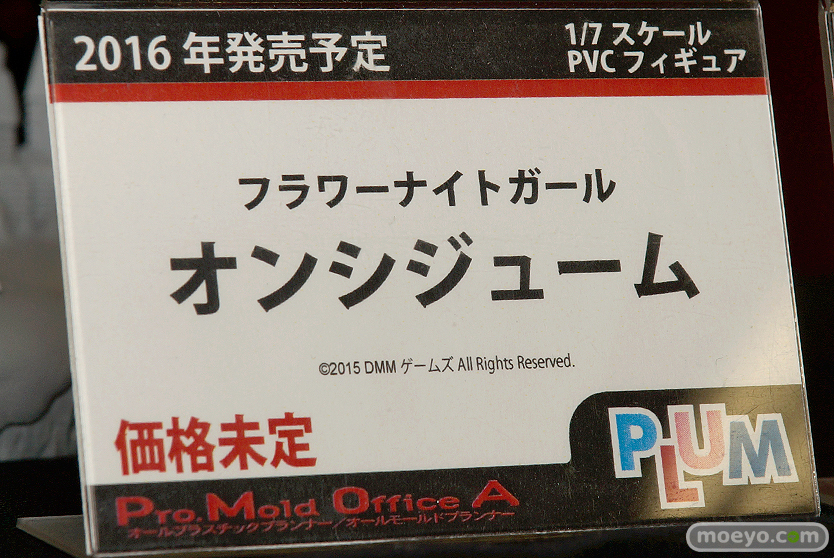 2016 年発売予定
1/7 スケール
PVC フィギュア
フラワーナイトガール
オンシジューム
©2015 DMM ゲームズ All Rights Reserved.
価格未定
PLUM
Pro.Mold Office A
オールプラスチックプランナー/オールモールドプランナー
moeyo.com